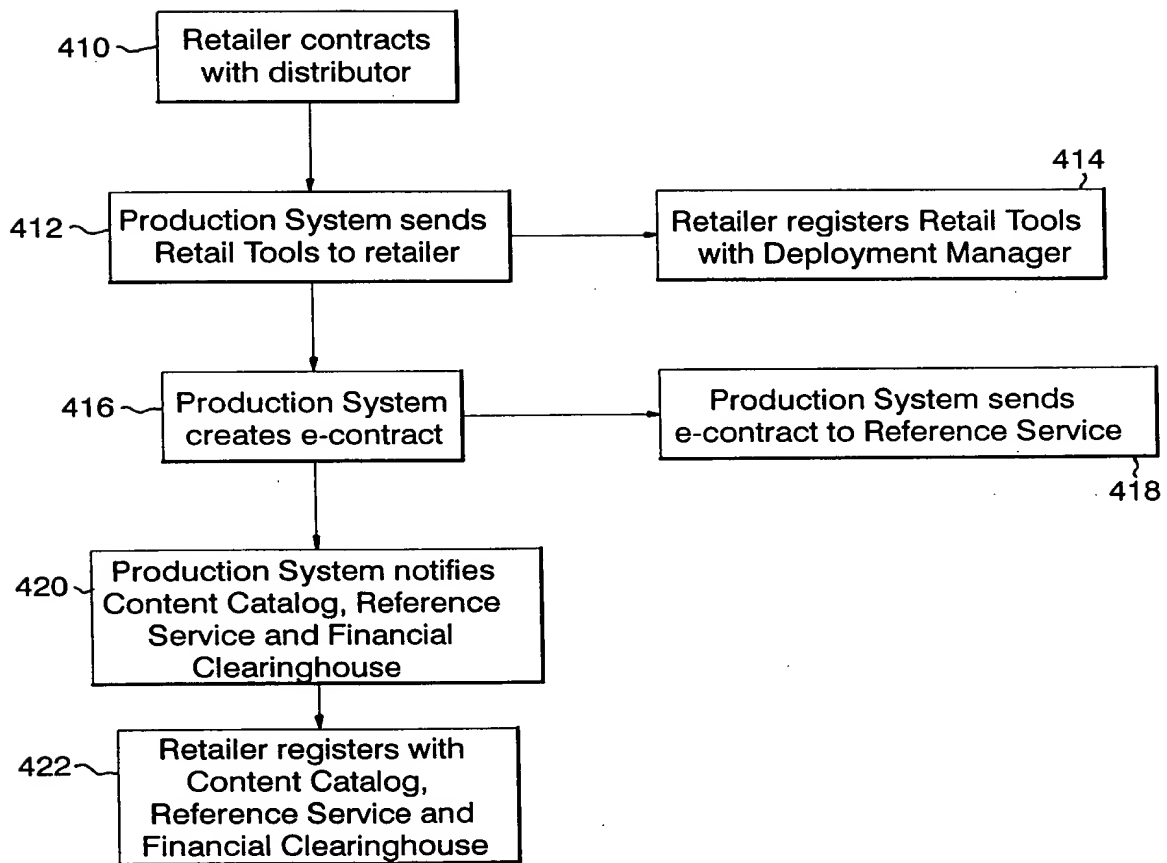 410
Retailer contracts
with distributor
412
Production System sends
Retail Tools to retailer
414
Retailer registers Retail Tools
with Deployment Manager
416
Production System
creates e-contract
Production System sends
e-contract to Reference Service
418
420
Production System notifies
Content Catalog, Reference
Service and Financial
Clearinghouse
422
Retailer registers with
Content Catalog,
Reference Service and
Financial Clearinghouse